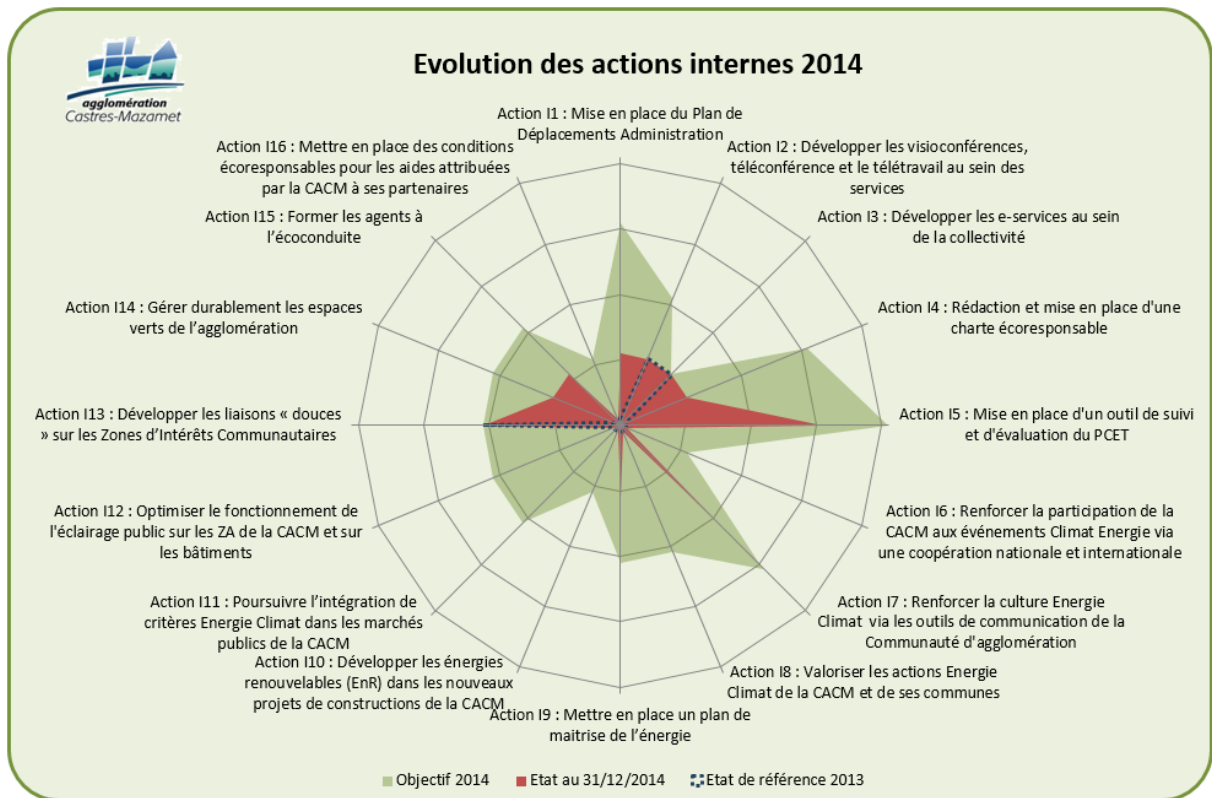 agglomération
Castres-Mazamet
Evolution des actions internes 2014
Action I1 : Mise en place du Plan de
Déplacements Administration
Action I2 : Développer les visioconférences,
téléconférence et le télétravail au sein des
services
Action I3 : Développer les e-services au sein
de la collectivité
Action I4 : Rédaction et mise en place d'une
charte écoresponsable
Action I5 : Mise en place d'un outil de suivi
et d'évaluation du PCET
Action I6 : Renforcer la participation de la
CACM aux événements Climat Energie via
une coopération nationale et internationale
Action I7 : Renforcer la culture Energie
Climat via les outils de communication de la
Communauté d'agglomération
Action I8 : Valoriser les actions Energie
Climat de la CACM et de ses communes
Action I9 : Mettre en place un plan de
maitrise de l’énergie
Action I10 : Développer les énergies
renouvelables (EnR) dans les nouveaux
projets de constructions de la CACM
Action I11 : Poursuivre l’intégration de
critères Energie Climat dans les marchés
publics de la CACM
Action I12 : Optimiser le fonctionnement de
l'éclairage public sur les ZA de la CACM et sur
les bâtiments
Action I13 : Développer les liaisons « douces
» sur les Zones d’Intérêts Communautaires
Action I14 : Gérer durablement les espaces
verts de l’agglomération
Action I15 : Former les agents à
l’écoconduite
Action I16 : Mettre en place des conditions
écoresponsables pour les aides attribuées
par la CACM à ses partenaires
Objectif 2014
Etat au 31/12/2014
Etat de référence 2013